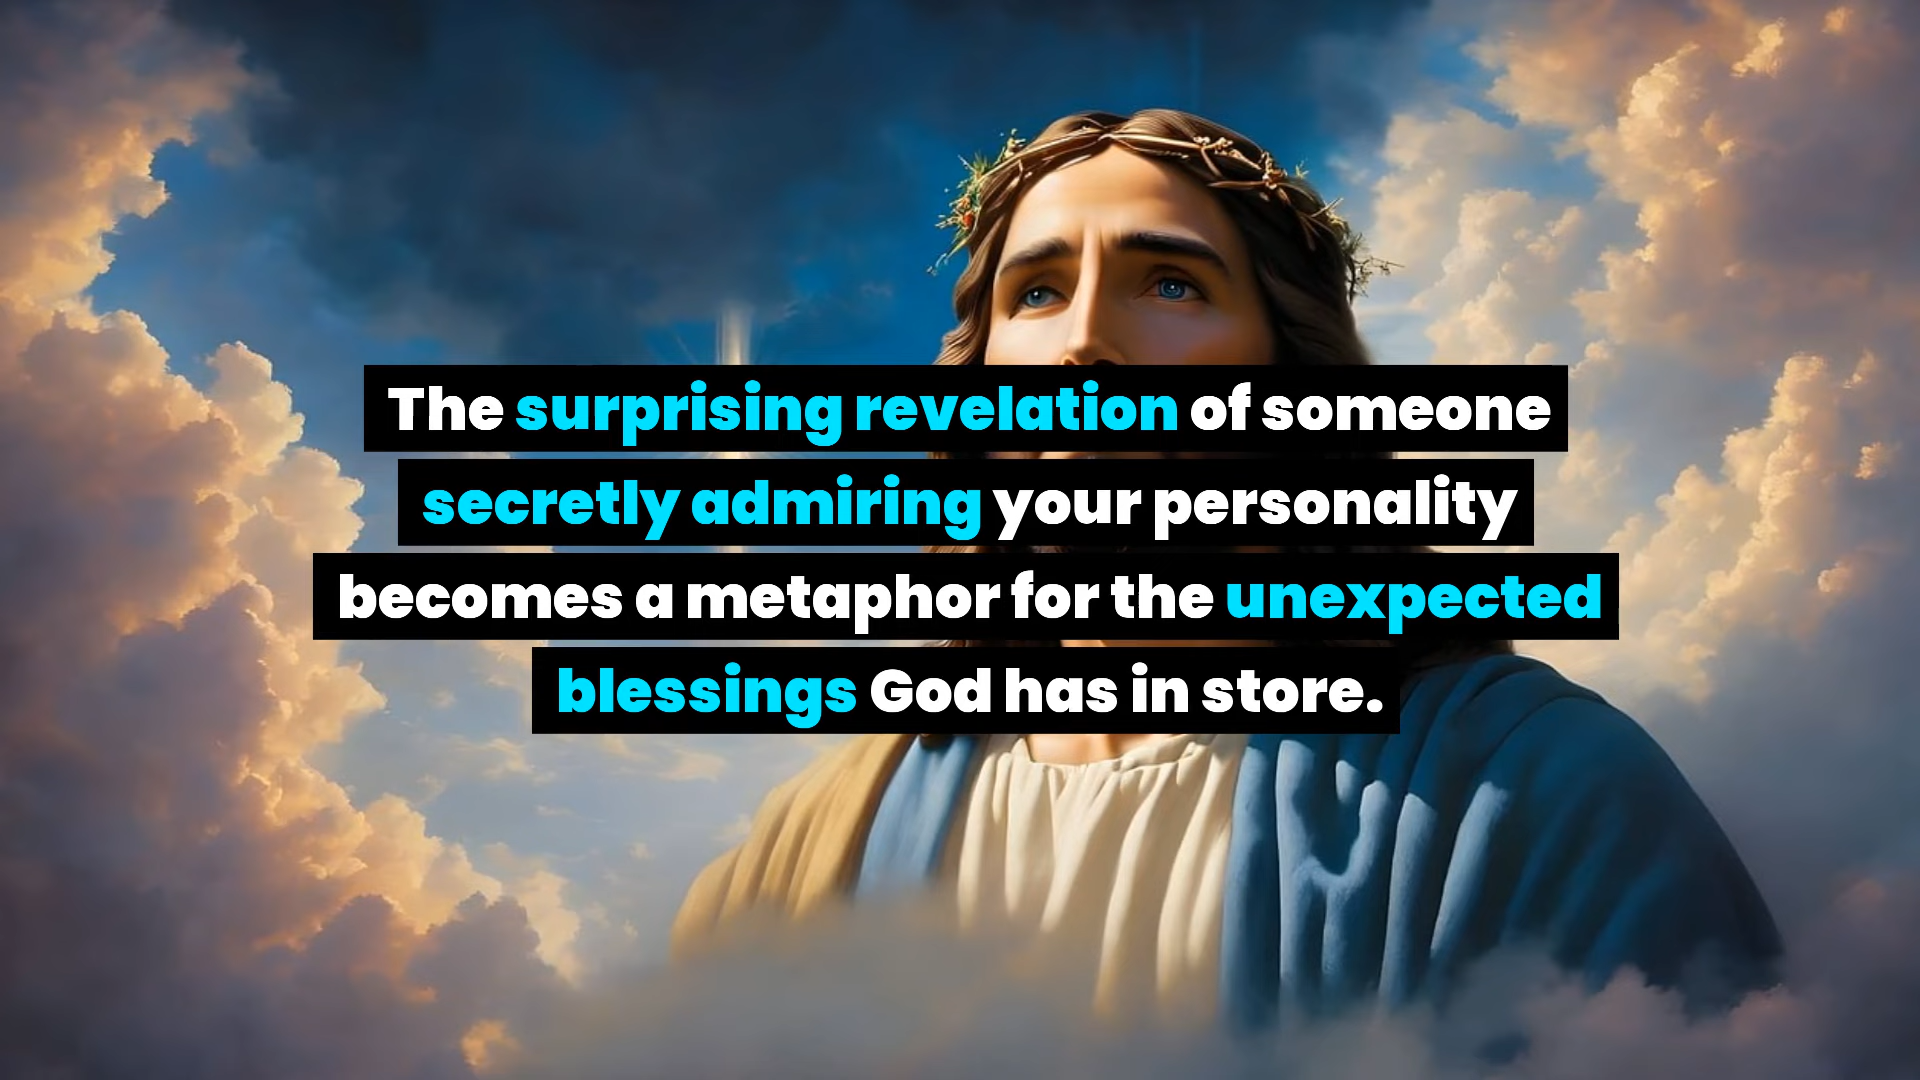 The surprising revelation of someone
secretly admiring your personality
becomes a metaphor for the unexpected
blessings God has in store.